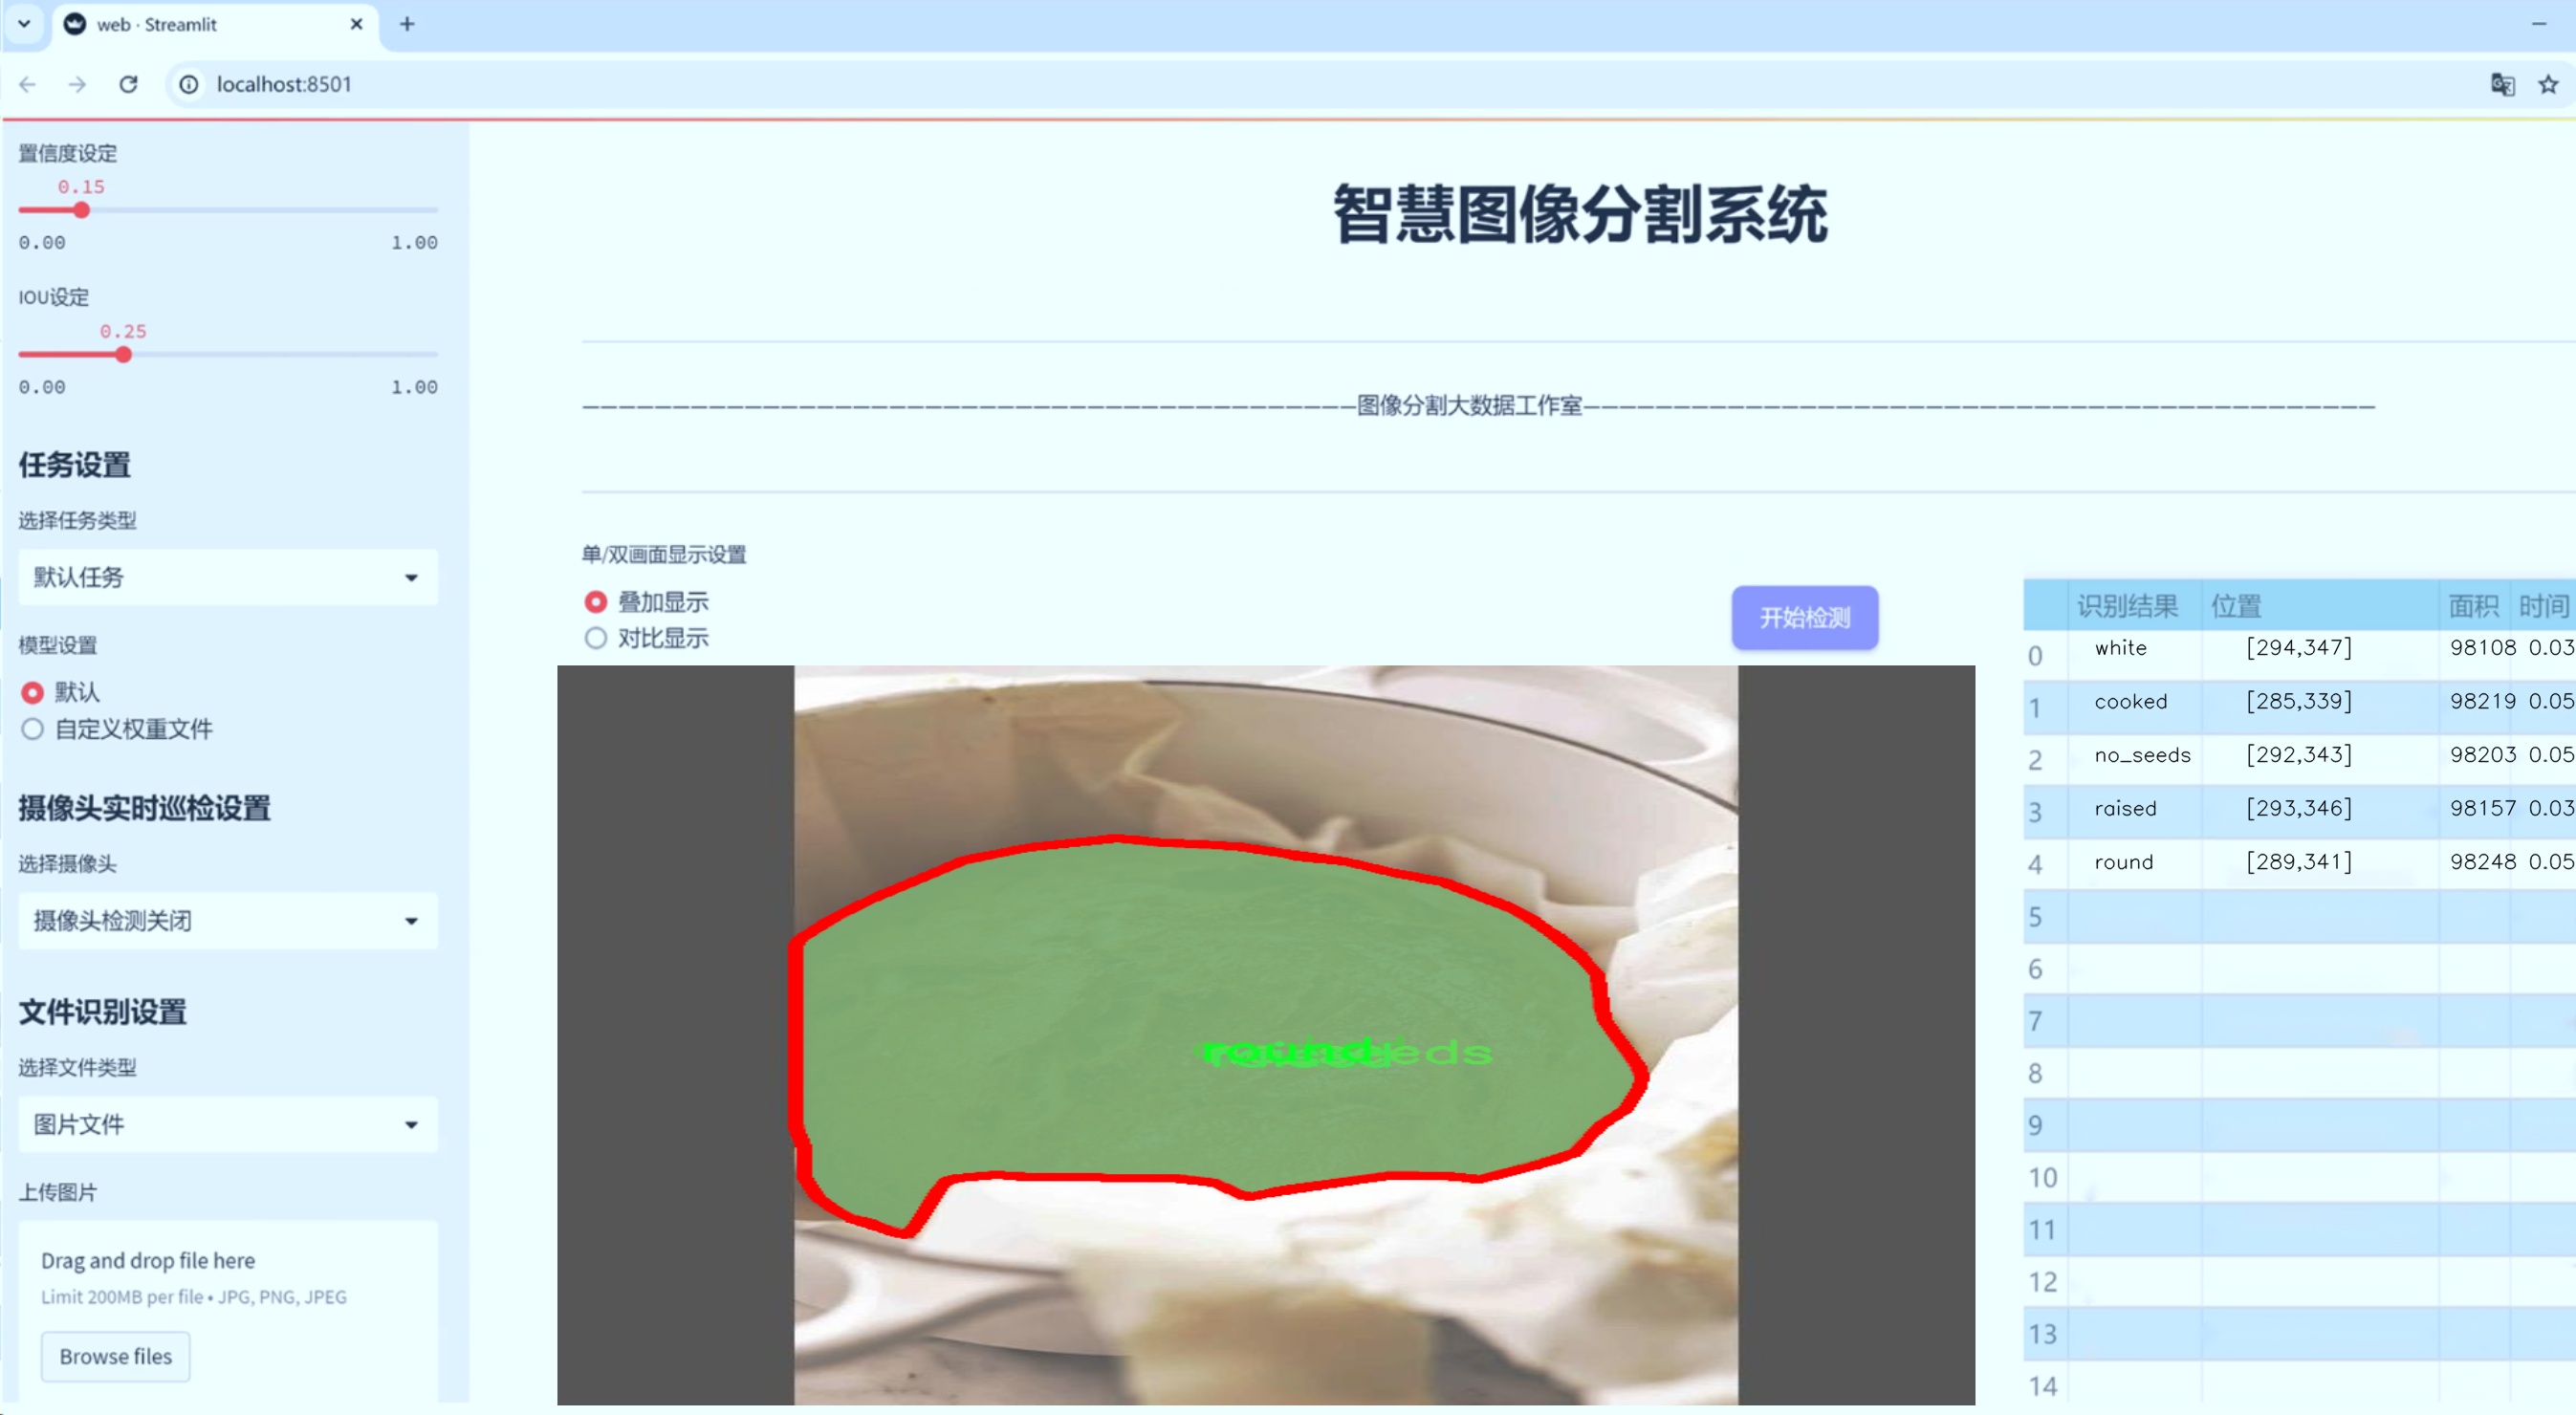 web · Streamlit
localhost:8501
置信度设定
0.15
0.00 1.00
IOU设定
0.25
0.00 1.00
任务设置
选择任务类型
默认任务
模型设置
默认
自定义权重文件
摄像头实时巡检设置
选择摄像头
摄像头检测关闭
文件识别设置
选择文件类型
图片文件
上传图片
Drag and drop file here
Limit 200MB per file • JPG, PNG, JPEG
Browse files
智慧图像分割系统
图像分割大数据工作室
单/双画面显示设置
叠加显示
对比显示
开始检测
round
识别结果 位置 面积 时间
0 white [294,347] 98108 0.03
1 cooked [285,339] 98219 0.05
2 no_seeds [292,343] 98203 0.05
3 raised [293,346] 98157 0.03
4 round [289,341] 98248 0.05
5
6
7
8
9
10
11
12
13
14